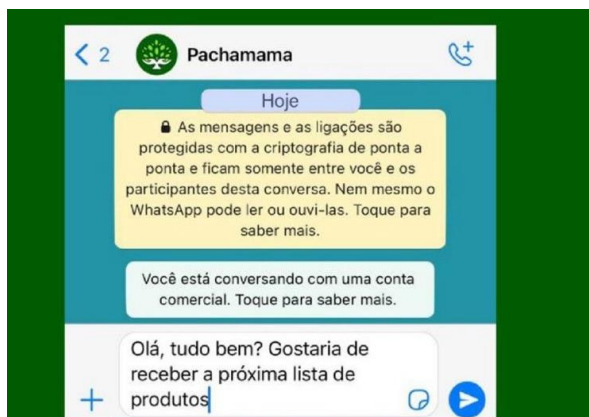 2
Pachamama
Hoje
As mensagens e as ligações são
protegidas com a criptografia de ponta a
ponta e ficam somente entre você e os
participantes desta conversa. Nem mesmo o
WhatsApp pode ler ou ouvi-las. Toque para
saber mais.
Você está conversando com uma conta
comercial. Toque para saber mais.
Olá, tudo bem? Gostaria de
receber a próxima lista de
produtos